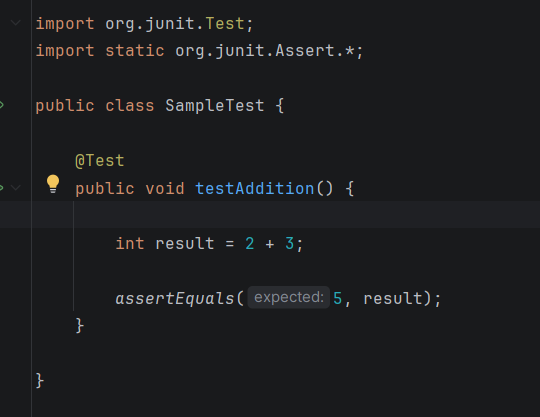 import org.junit.Test;
import static org.junit.Assert.*;
public class SampleTest {
@Test
public void testAddition() {
int result = 2 + 3;
assertEquals( expected: 5, result);
}
}